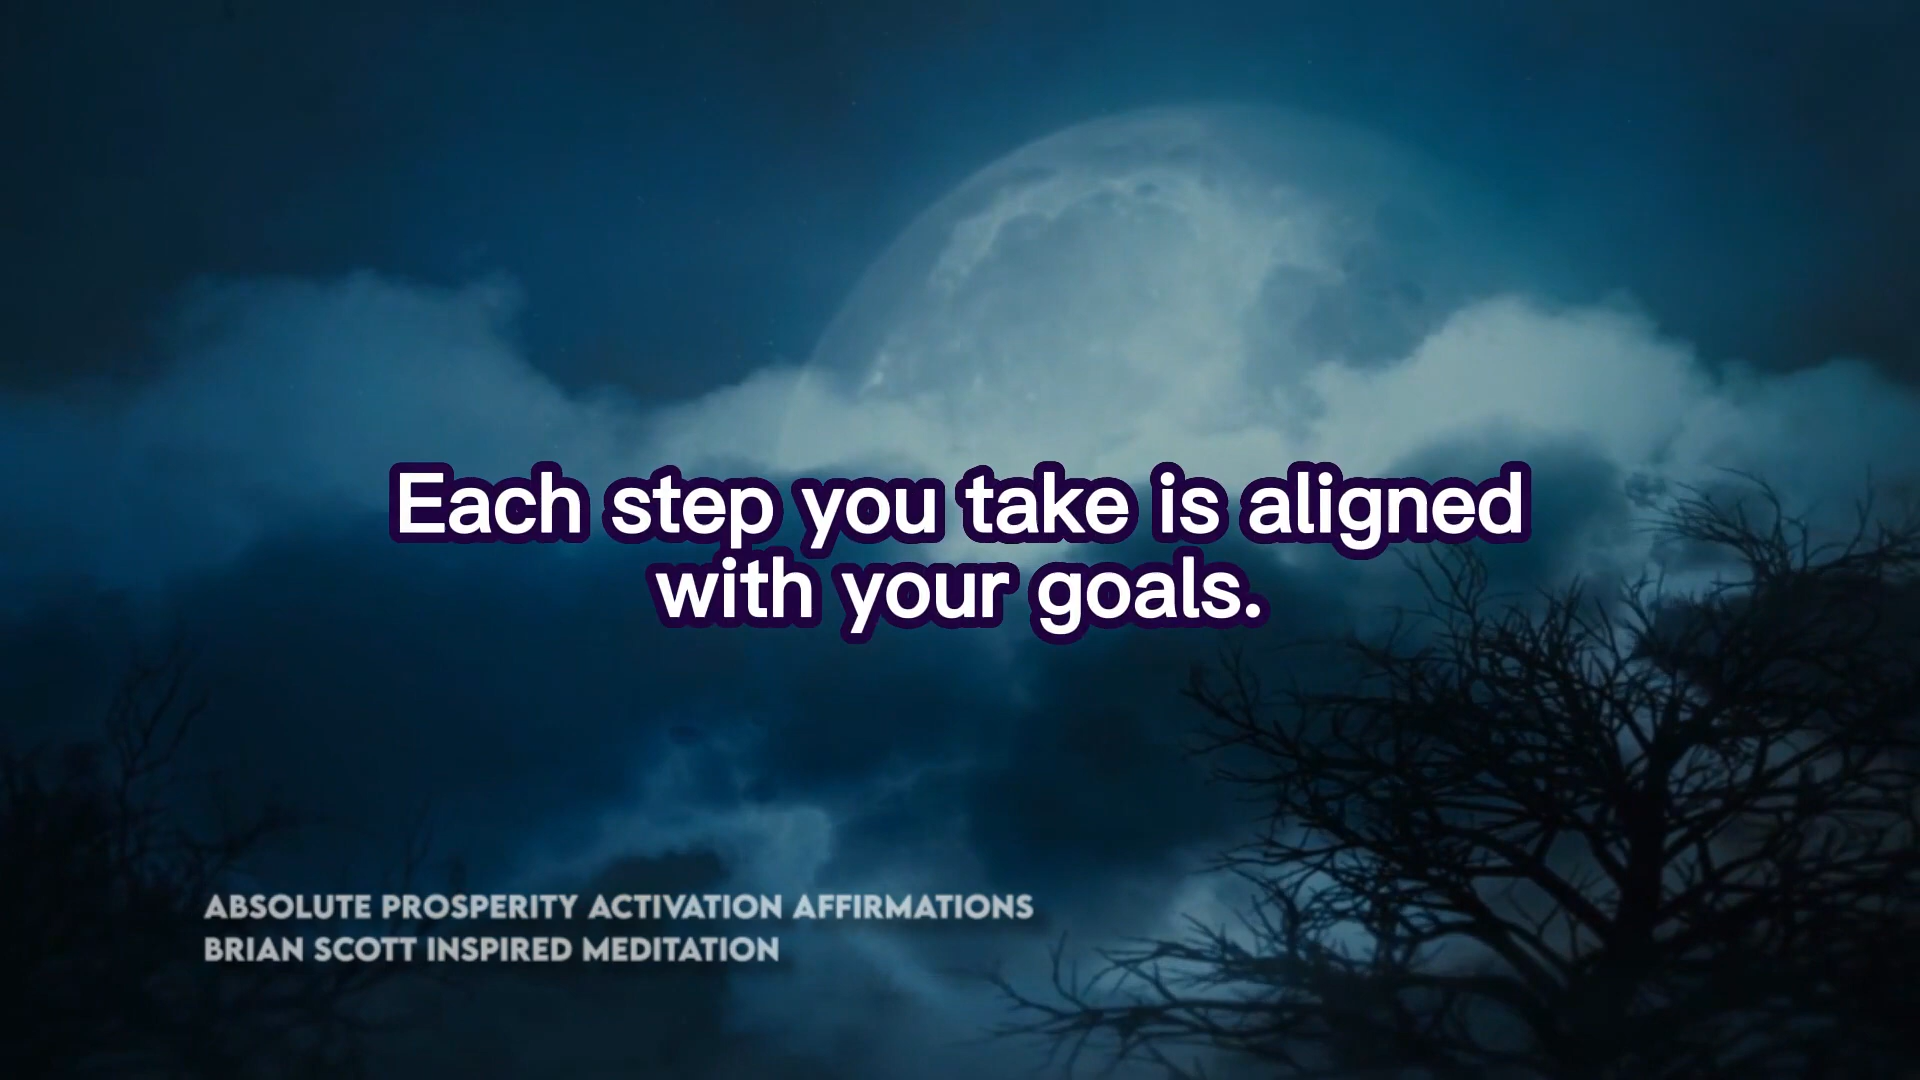 Each step you take is aligned
with your goals.
ABSOLUTE PROSPERITY ACTIVATION AFFIRMATIONS
BRIAN SCOTT INSPIRED MEDITATION